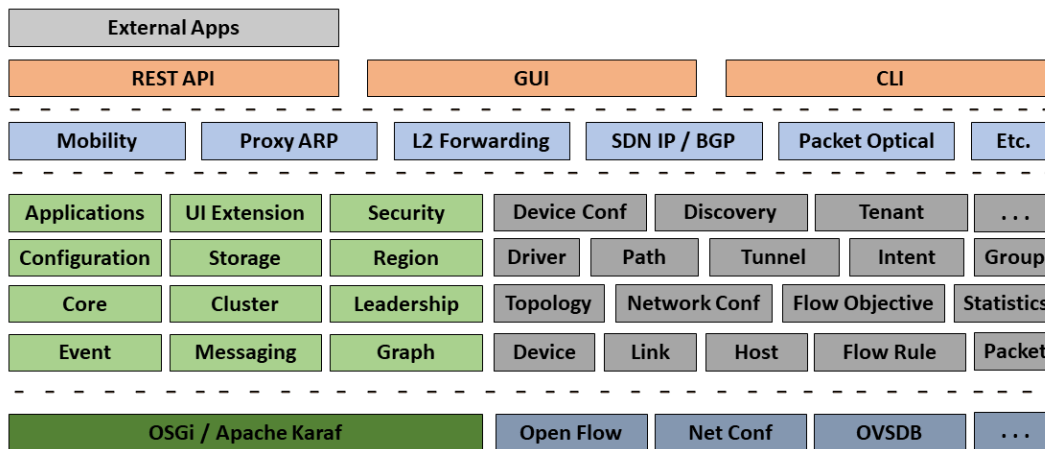 External Apps
REST API GUI CLI
Mobility Proxy ARP L2 Forwarding SDN IP / BGP Packet Optical Etc.
Applications UI Extension Security Device Conf Discovery Tenant ...
Configuration Storage Region Driver Path Tunnel Intent Group
Core Cluster Leadership Topology Network Conf Flow Objective Statistics
Event Messaging Graph Device Link Host Flow Rule Packet
OSGi / Apache Karaf Open Flow Net Conf OVSDB ...